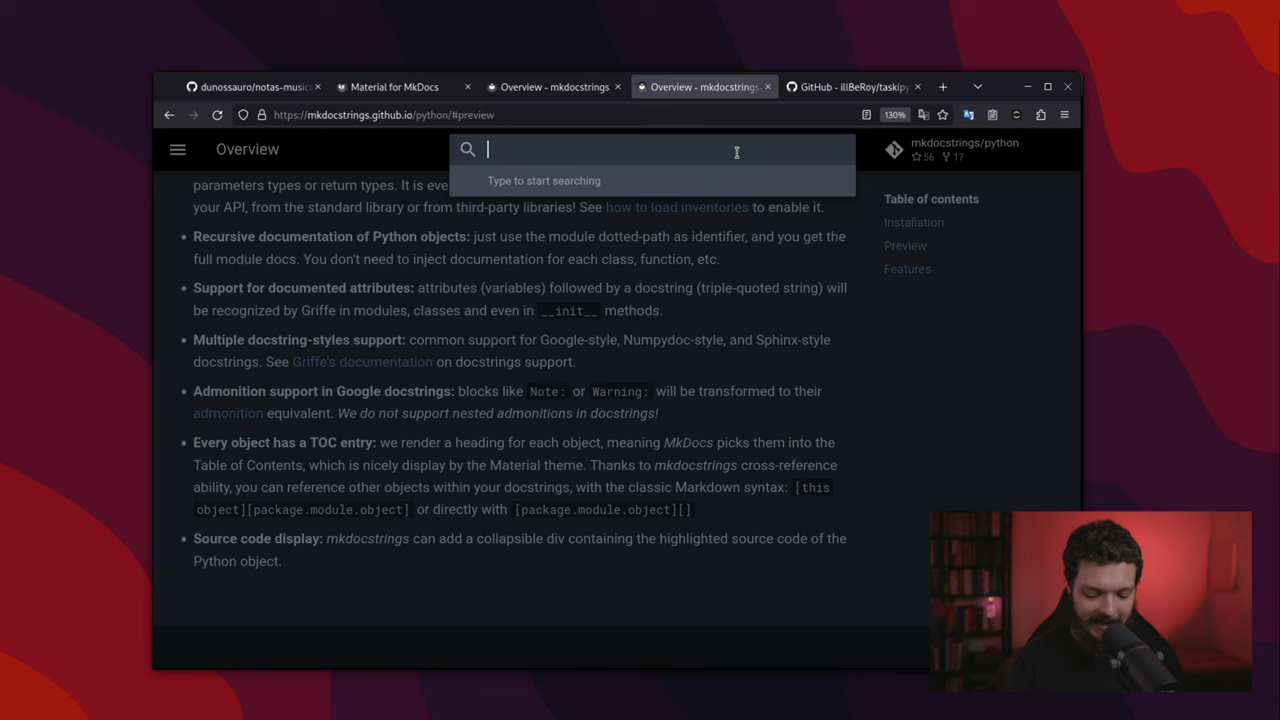 dunossauro/notas-music
Material for MkDocs
Overview - mkdocstrings
Overview - mkdocstrings
GitHub - illBeRoy/taskipy
https://mkdocstrings.github.io/python/#preview
130%
Overview
mkdocstrings/python
56 17
Type to start searching
parameters types or return types. It is eve
your API, from the standard library or from third-party libraries! See how to load inventories to enable it.
Recursive documentation of Python objects: just use the module dotted-path as identifier, and you get the
full module docs. You don't need to inject documentation for each class, function, etc.
Support for documented attributes: attributes (variables) followed by a docstring (triple-quoted string) will
be recognized by Griffe in modules, classes and even in __init__ methods.
Multiple docstring-styles support: common support for Google-style, Numpydoc-style, and Sphinx-style
docstrings. See Griffe's documentation on docstrings support.
Admonition support in Google docstrings: blocks like Note: or Warning: will be transformed to their
admonition equivalent. We do not support nested admonitions in docstrings!
Every object has a TOC entry: we render a heading for each object, meaning MkDocs picks them into the
Table of Contents, which is nicely display by the Material theme. Thanks to mkdocstrings cross-reference
ability, you can reference other objects within your docstrings, with the classic Markdown syntax: [this
object][package.module.object] or directly with [package.module.object][]
Source code display: mkdocstrings can add a collapsible div containing the highlighted source code of the
Python object.
Table of contents
Installation
Preview
Features